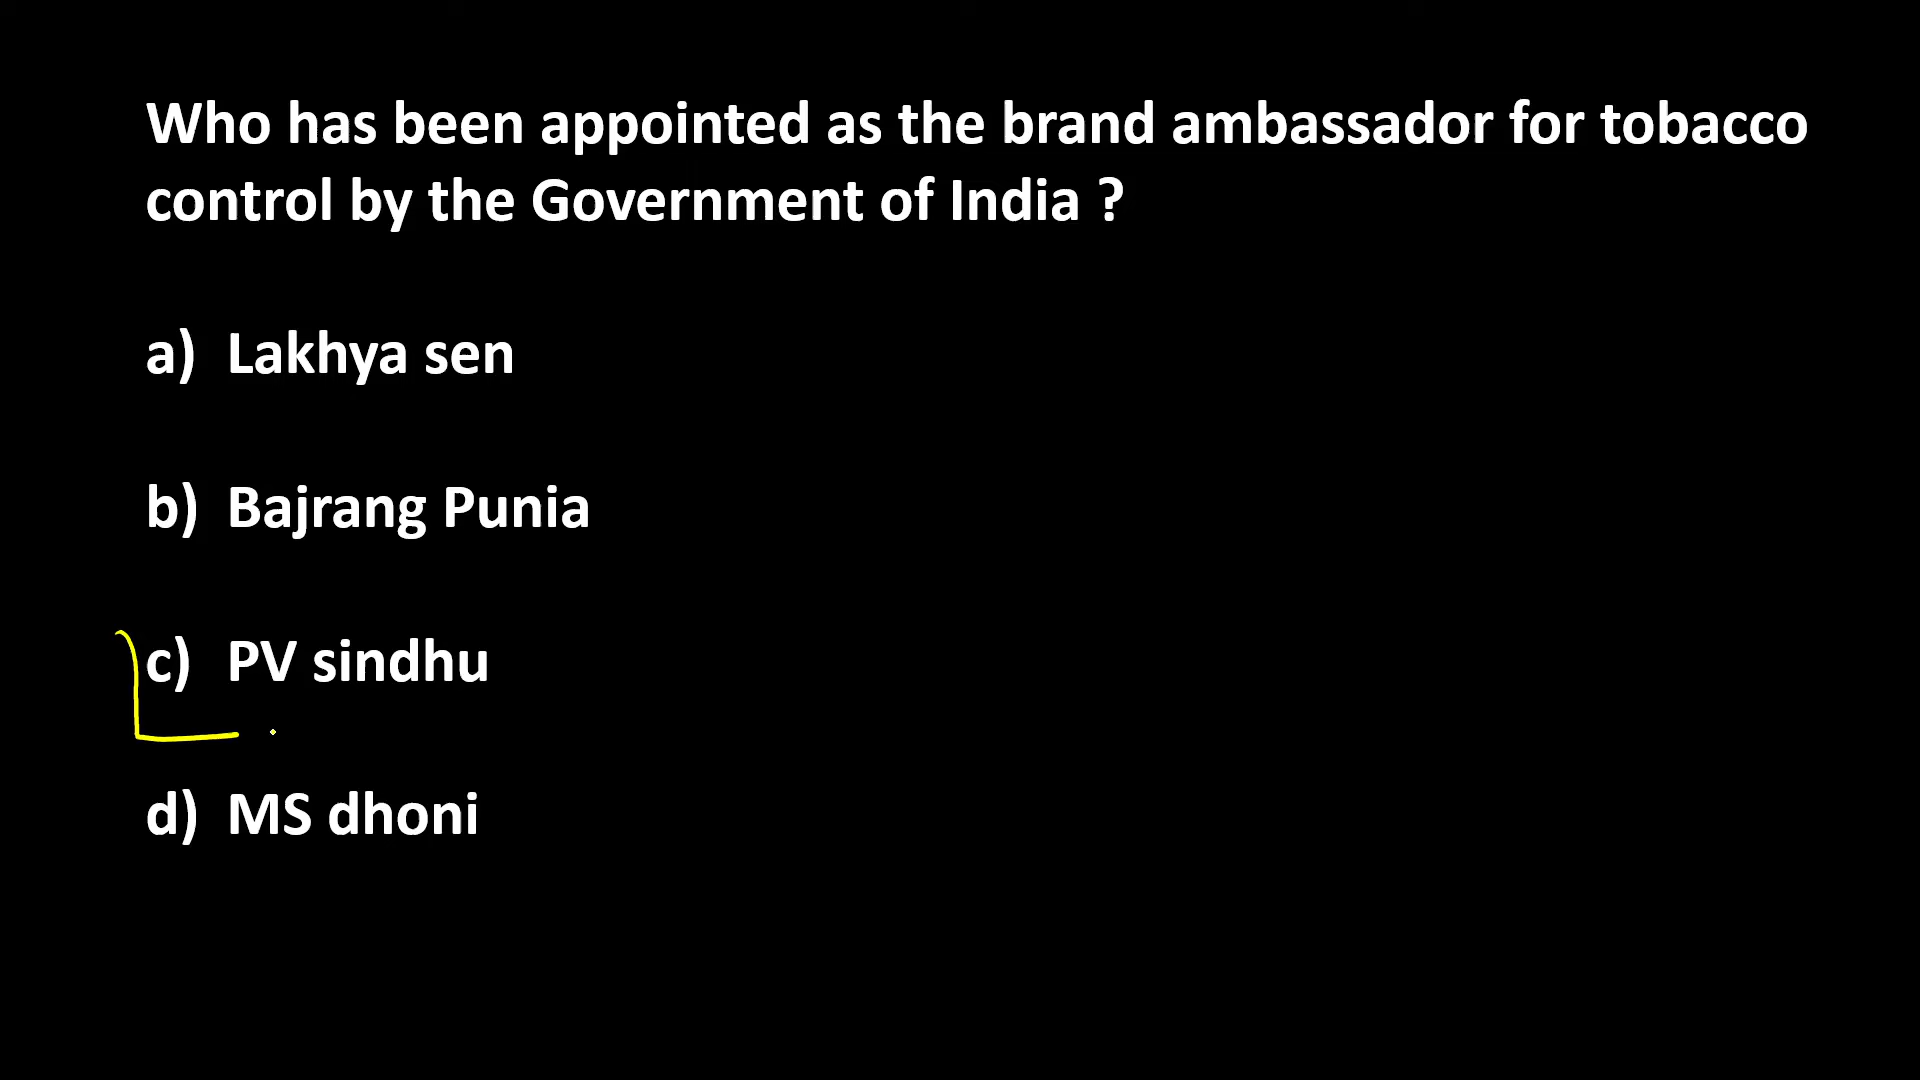 Who has been appointed as the brand ambassador for tobacco
control by the Government of India ?
a) Lakhya sen
b) Bajrang Punia
c) PV sindhu
d) MS dhoni